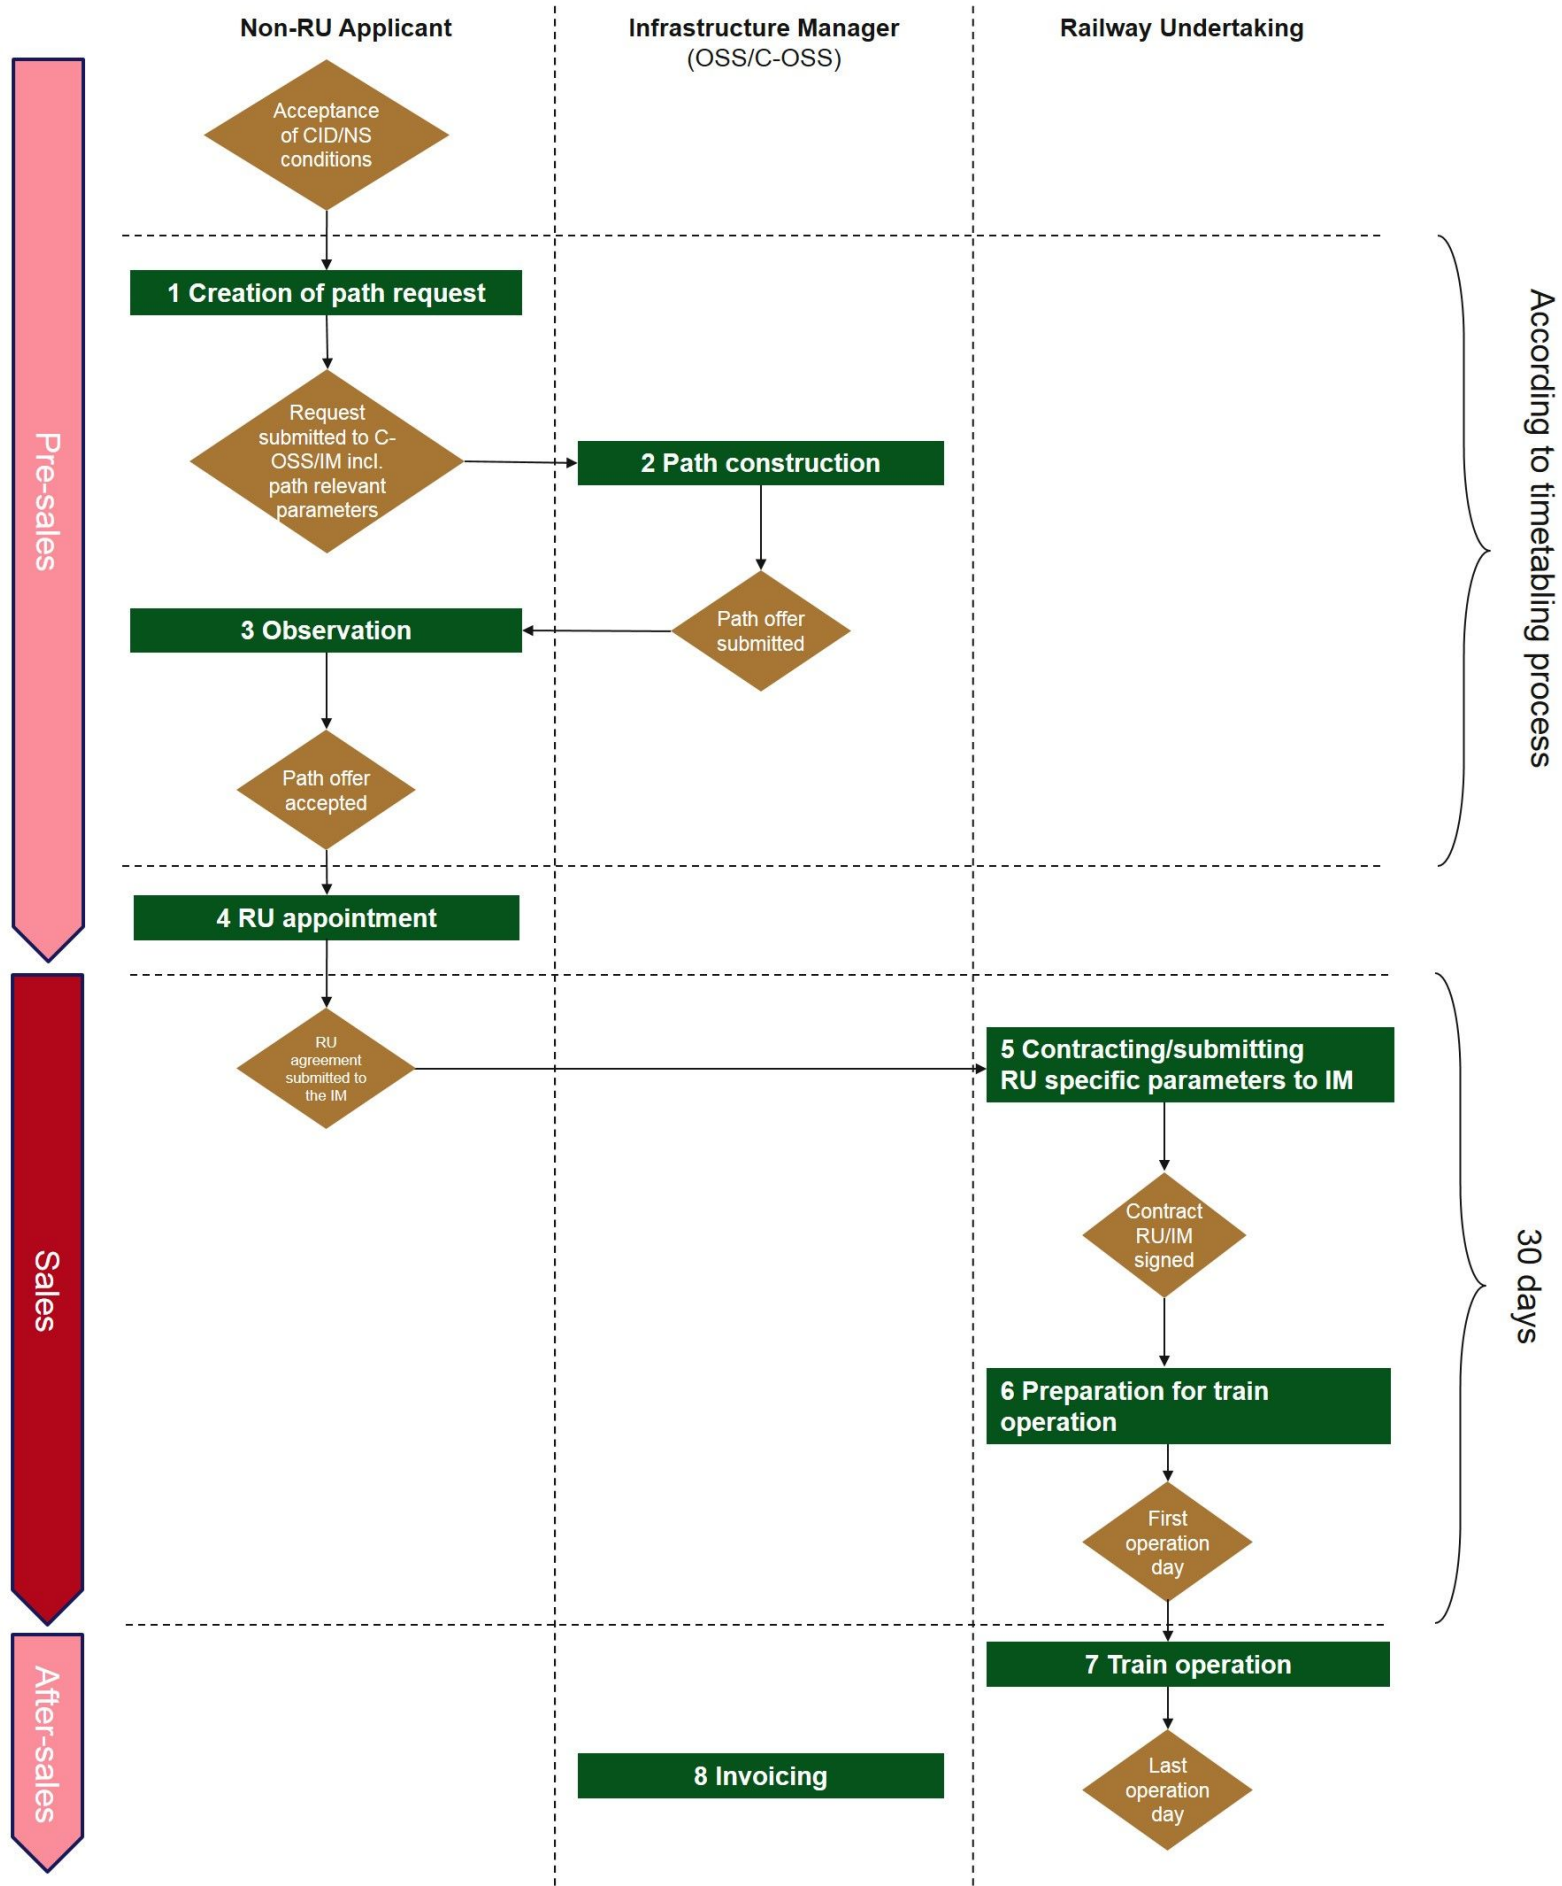 Non-RU Applicant
Infrastructure Manager
(OSS/C-OSS)
Railway Undertaking
Pre-sales
Acceptance
of CID/NS
conditions
1 Creation of path request
Request
submitted to C-
OSS/IM incl.
path relevant
parameters
2 Path construction
Path offer
submitted
3 Observation
Path offer
accepted
According to timetabling process
4 RU appointment
Sales
RU
agreement
submitted to
the IM
5 Contracting/submitting
RU specific parameters to IM
Contract
RU/IM
signed
30 days
6 Preparation for train
operation
First
operation
day
After-sales
7 Train operation
8 Invoicing
Last
operation
day